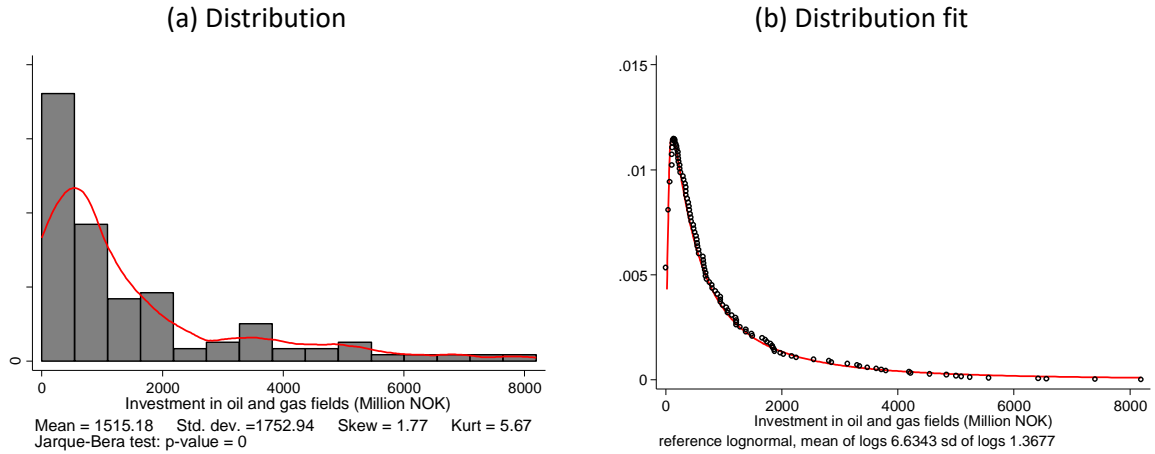 (a) Distribution
0
0 2000 4000 6000 8000
Investment in oil and gas fields (Million NOK)
Mean = 1515.18 Std. dev. =1752.94 Skew = 1.77 Kurt = 5.67
Jarque-Bera test: p-value = 0
(b) Distribution fit
.015
.01
.005
0
0 2000 4000 6000 8000
Investment in oil and gas fields (Million NOK)
reference lognormal, mean of logs 6.6343 sd of logs 1.3677